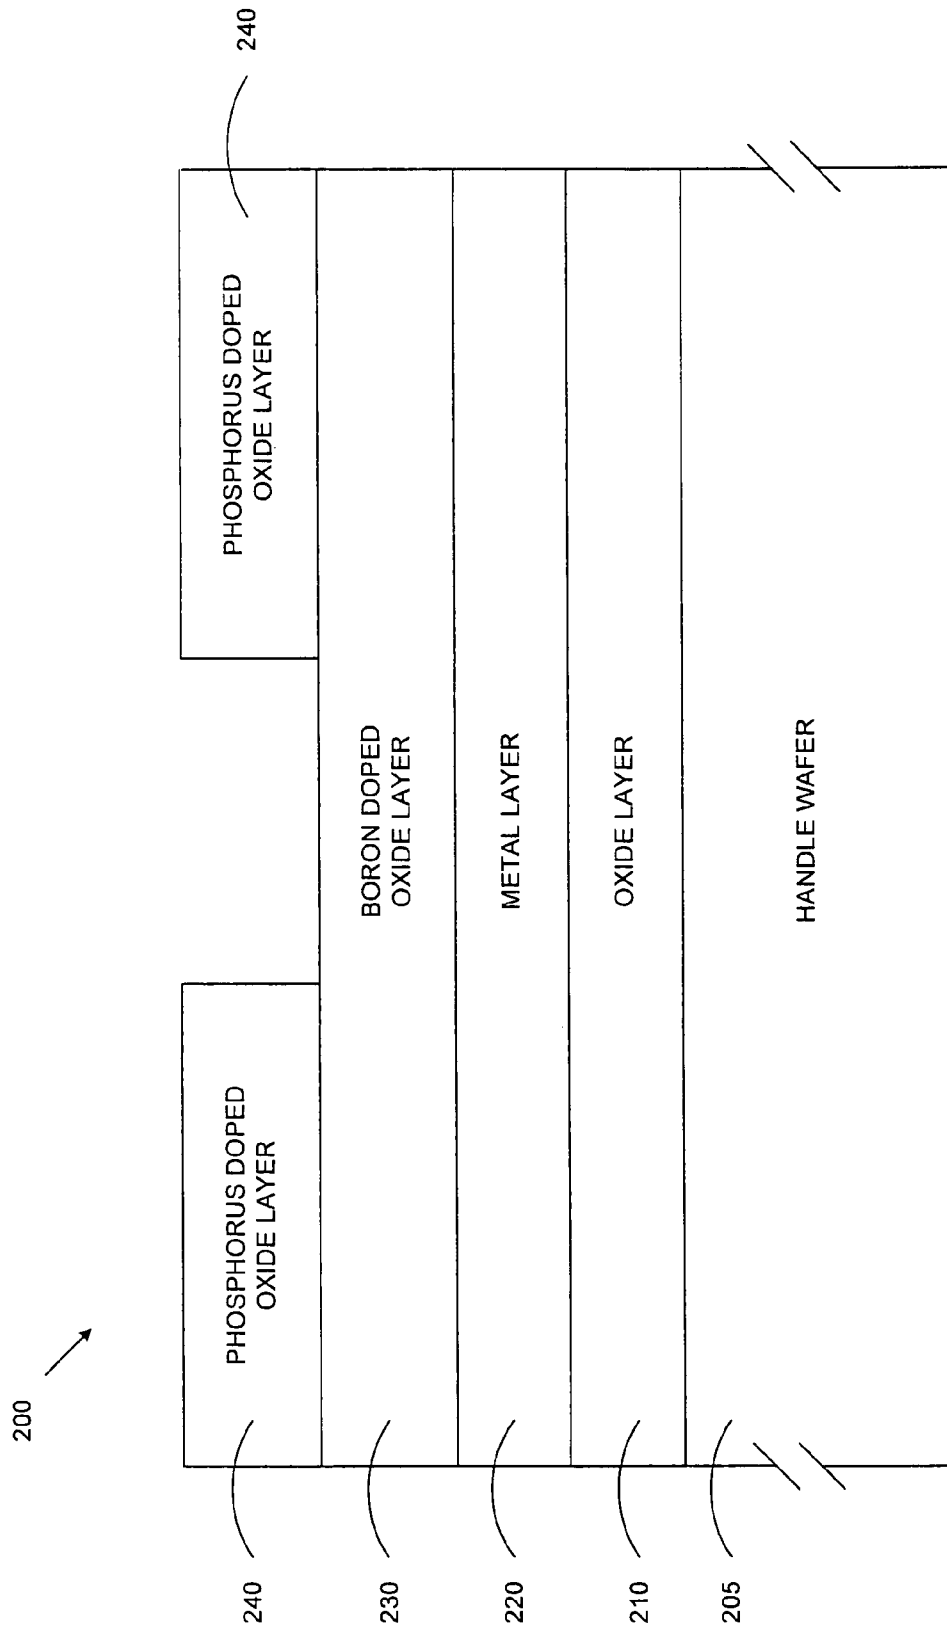 200
240
PHOSPHORUS DOPED
OXIDE LAYER
PHOSPHORUS DOPED
OXIDE LAYER
240
230
BORON DOPED
OXIDE LAYER
220
METAL LAYER
210
OXIDE LAYER
205
HANDLE WAFER